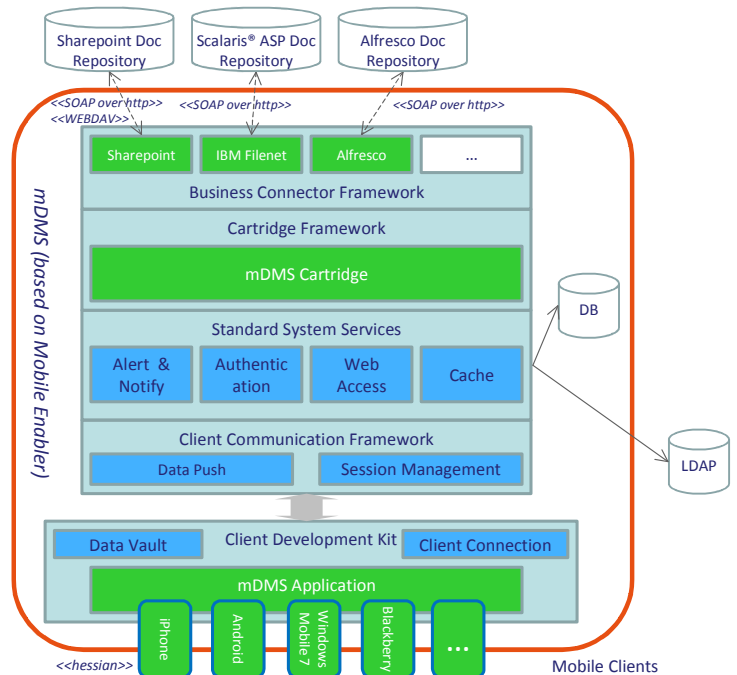 Sharepoint Doc
Repository
Scalaris® ASP Doc
Repository
Alfresco Doc
Repository
<<SOAP over http>>
<<WEBDAV>>
<<SOAP over http>>
<<SOAP over http>>
mDMS (based on Mobile Enabler)
Sharepoint
IBM Filenet
Alfresco
...
Business Connector Framework
Cartridge Framework
mDMS Cartridge
Standard System Services
Alert & 
Notify
Authentic
ation
Web
Access
Cache
DB
LDAP
Client Communication Framework
Data Push
Session Management
Client Development Kit
Data Vault
Client Connection
mDMS Application
iPhone
Android
Windows
Mobile 7
Blackberry
...
<<hessian>>
Mobile Clients